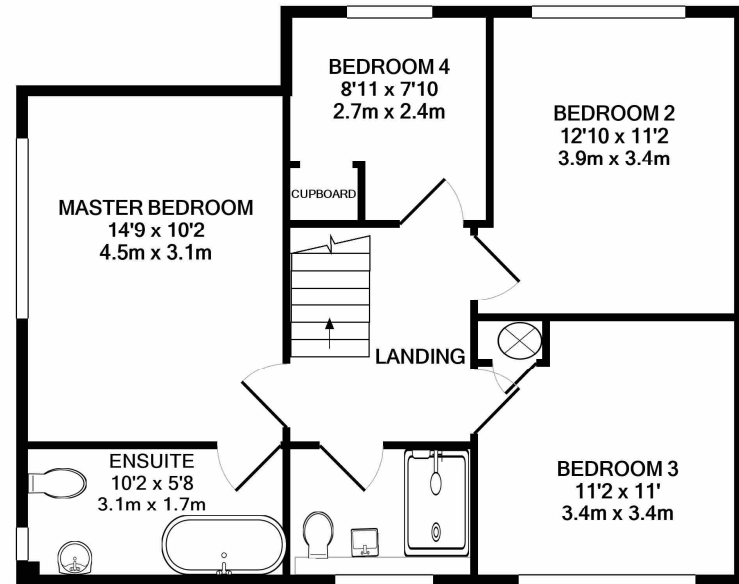 BEDROOM 4
8'11 x 7'10
2.7m x 2.4m
BEDROOM 2
12'10 x 11'2
3.9m x 3.4m
CUPBOARD
MASTER BEDROOM
14'9 x 10'2
4.5m x 3.1m
LANDING
ENSUITE
10'2 x 5'8
3.1m x 1.7m
BEDROOM 3
11'2 x 11'
3.4m x 3.4m